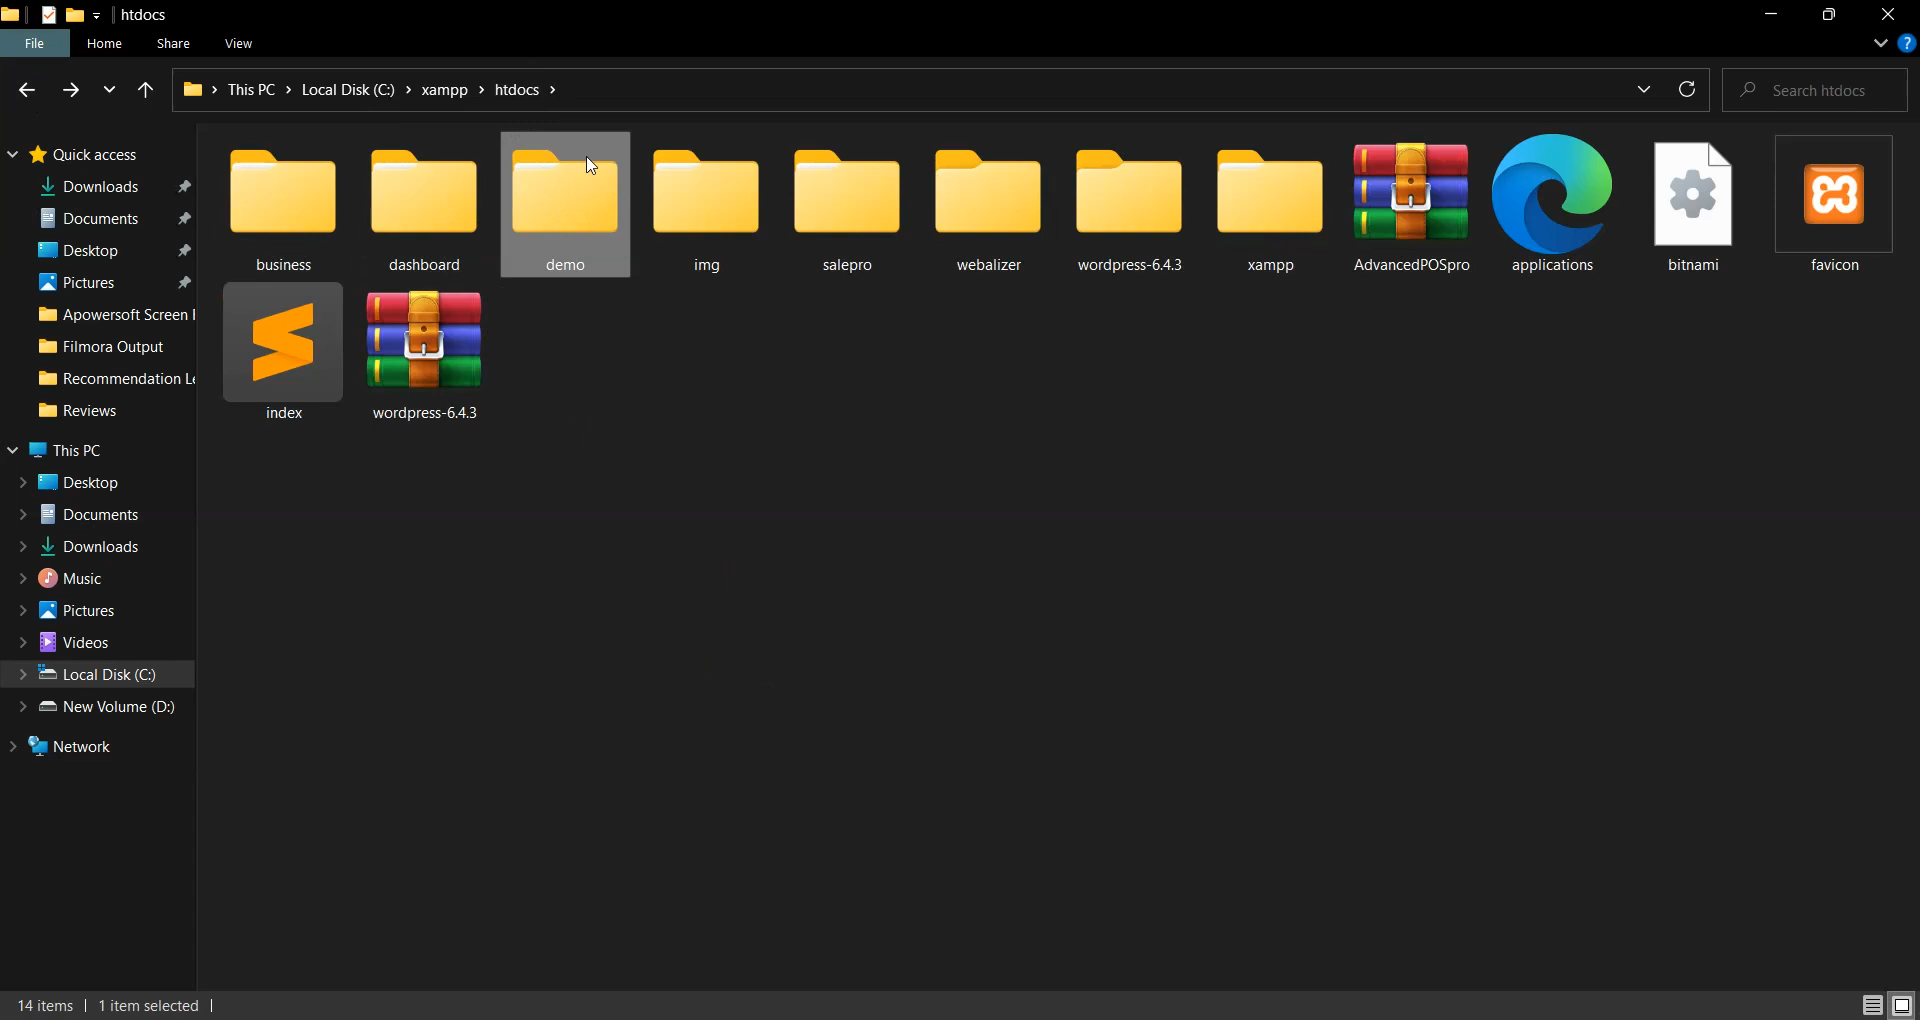 htdocs
File Home Share View
This PC Local Disk (C:) xampp htdocs
Search htdocs
Quick access
Downloads
Documents
Desktop
Pictures
Apowersoft Screen
Filmora Output
Recommendation
Reviews
This PC
Desktop
Documents
Downloads
Music
Pictures
Videos
Local Disk (C:)
New Volume (D:)
Network
business dashboard demo img salepro webalizer wordpress-6.4.3 xampp AdvancedPOSpro applications bitnami favicon
index wordpress-6.4.3
14 items 1 item selected